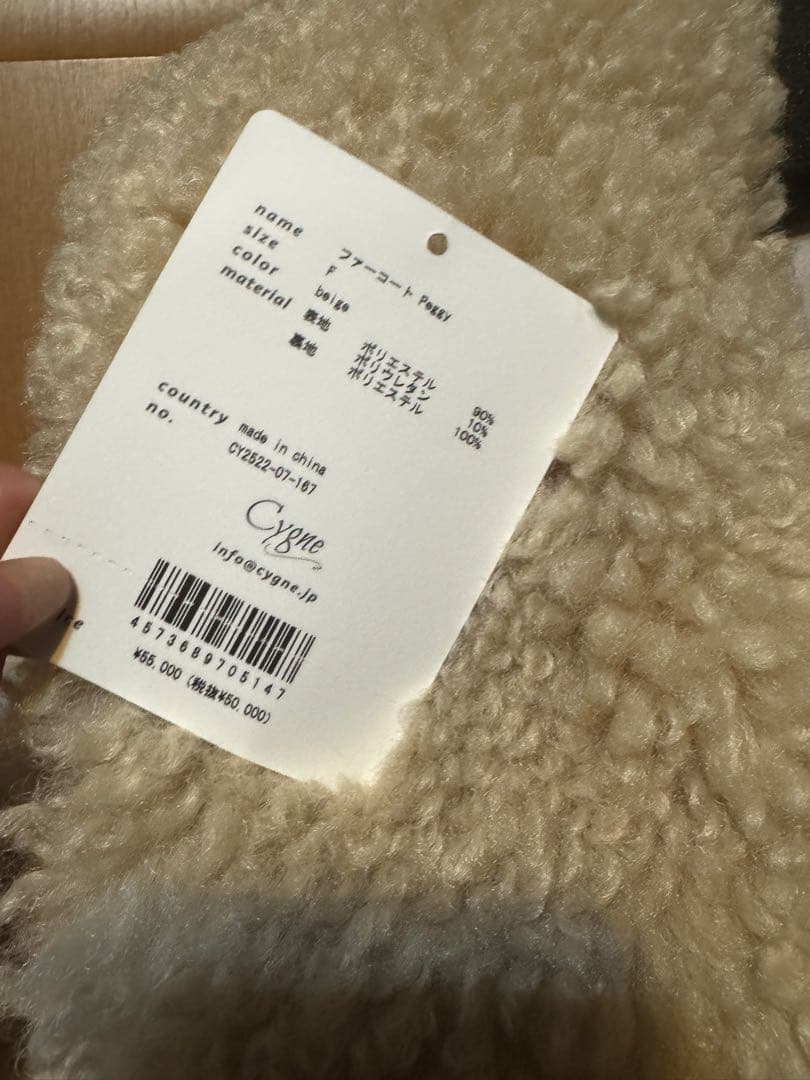 name ファーコート Peggy
size F
color beige
material 表地 ポリエステル 90%
ポリウレタン 10%
裏地 ポリエステル 100%
country made in china
no. CY2522-07-167
Cygne
info@cygne.jp
4573689705147
¥55,000 (税抜¥50,000)